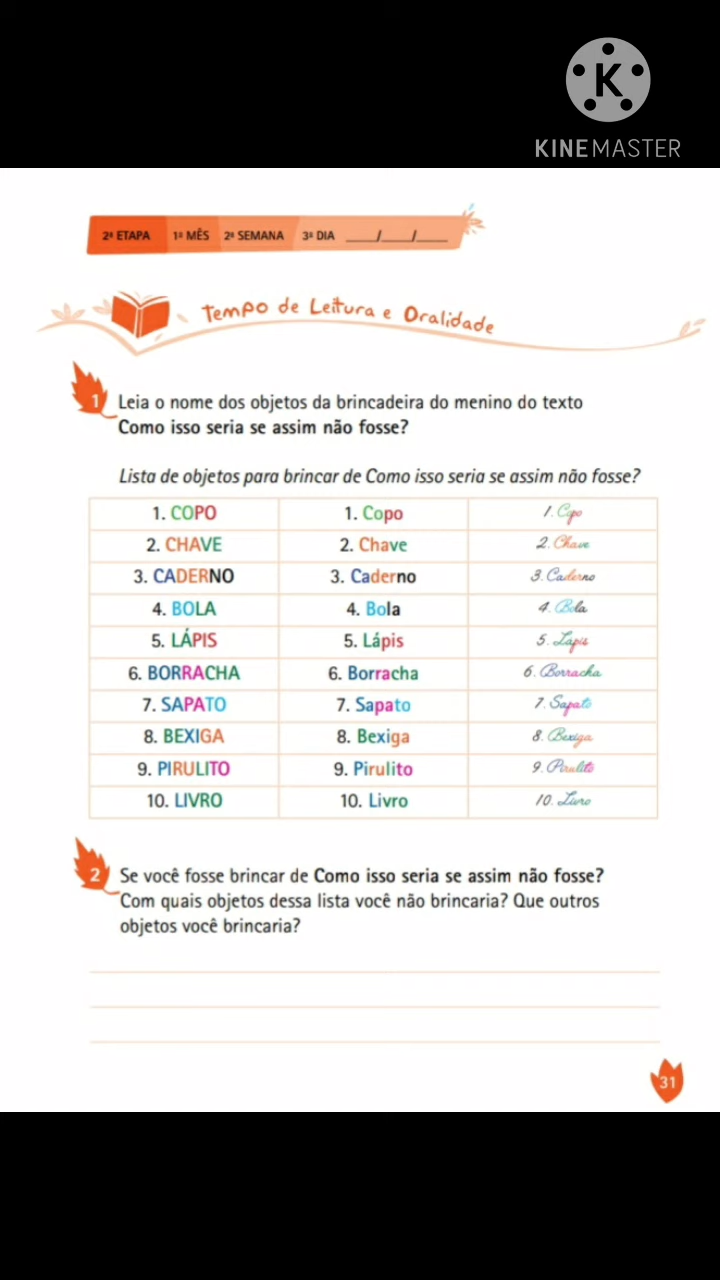 KINEMASTER
2ª ETAPA 1º MÊS 2ª SEMANA 3º DIA ____/____/____
Tempo de Leitura e Oralidade
1 Leia o nome dos objetos da brincadeira do menino do texto
Como isso seria se assim não fosse?
Lista de objetos para brincar de Como isso seria se assim não fosse?
1. COPO 1. Copo 1. Copo
2. CHAVE 2. Chave 2. Chave
3. CADERNO 3. Caderno 3. Caderno
4. BOLA 4. Bola 4. Bola
5. LÁPIS 5. Lápis 5. Lápis
6. BORRACHA 6. Borracha 6. Borracha
7. SAPATO 7. Sapato 7. Sapato
8. BEXIGA 8. Bexiga 8. Bexiga
9. PIRULITO 9. Pirulito 9. Pirulito
10. LIVRO 10. Livro 10. Livro
2 Se você fosse brincar de Como isso seria se assim não fosse?
Com quais objetos dessa lista você não brincaria? Que outros
objetos você brincaria?
31